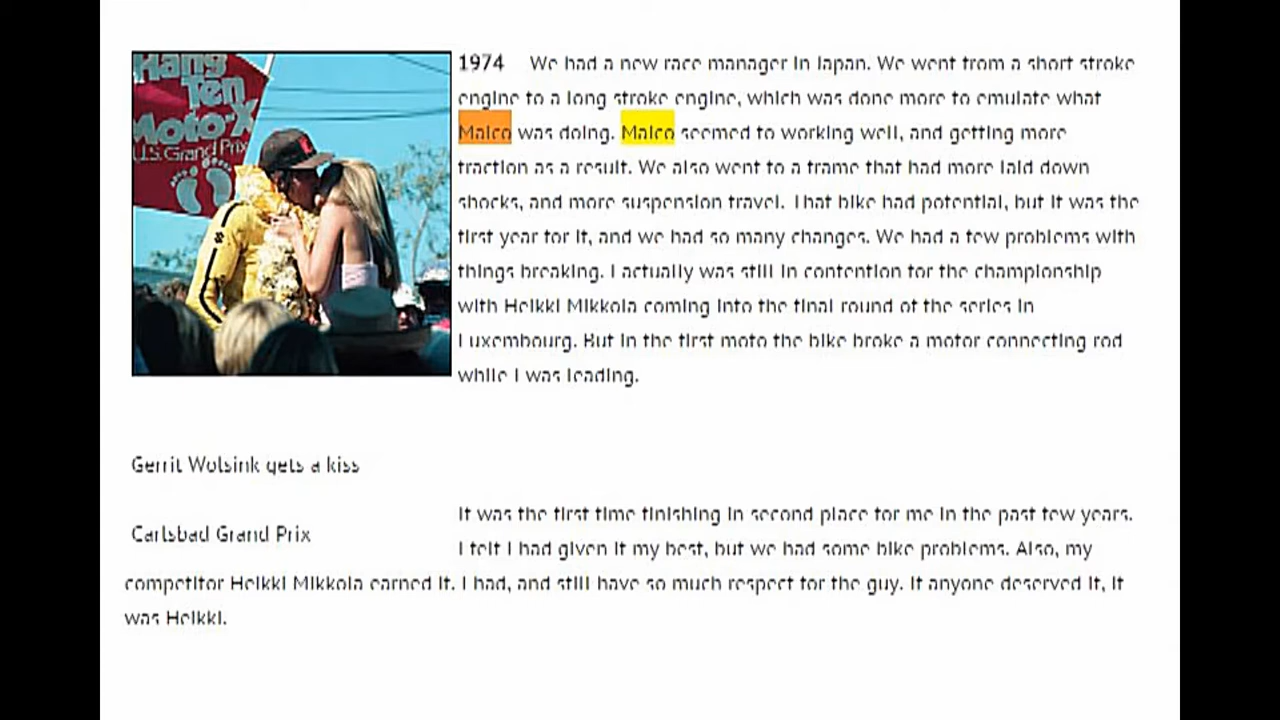 Hang
Ten
Moto-X
U.S. Grand Prix
1974 We had a new race manager in Japan. We went from a short stroke
engine to a long stroke engine, which was done more to emulate what
Maico was doing. Maico seemed to working well, and getting more
traction as a result. We also went to a frame that had more laid down
shocks, and more suspension travel. That bike had potential, but it was the
first year for it, and we had so many changes. We had a few problems with
things breaking. I actually was still in contention for the championship
with Heikki Mikkola coming into the final round of the series in
Luxembourg. But in the first moto the bike broke a motor connecting rod
while I was leading.
Gerrit Wolsink gets a kiss
Carlsbad Grand Prix
It was the first time finishing in second place for me in the past few years.
I felt I had given it my best, but we had some bike problems. Also, my
competitor Heikki Mikkola earned it. I had, and still have so much respect for the guy. If anyone deserved it, it
was Heikki.